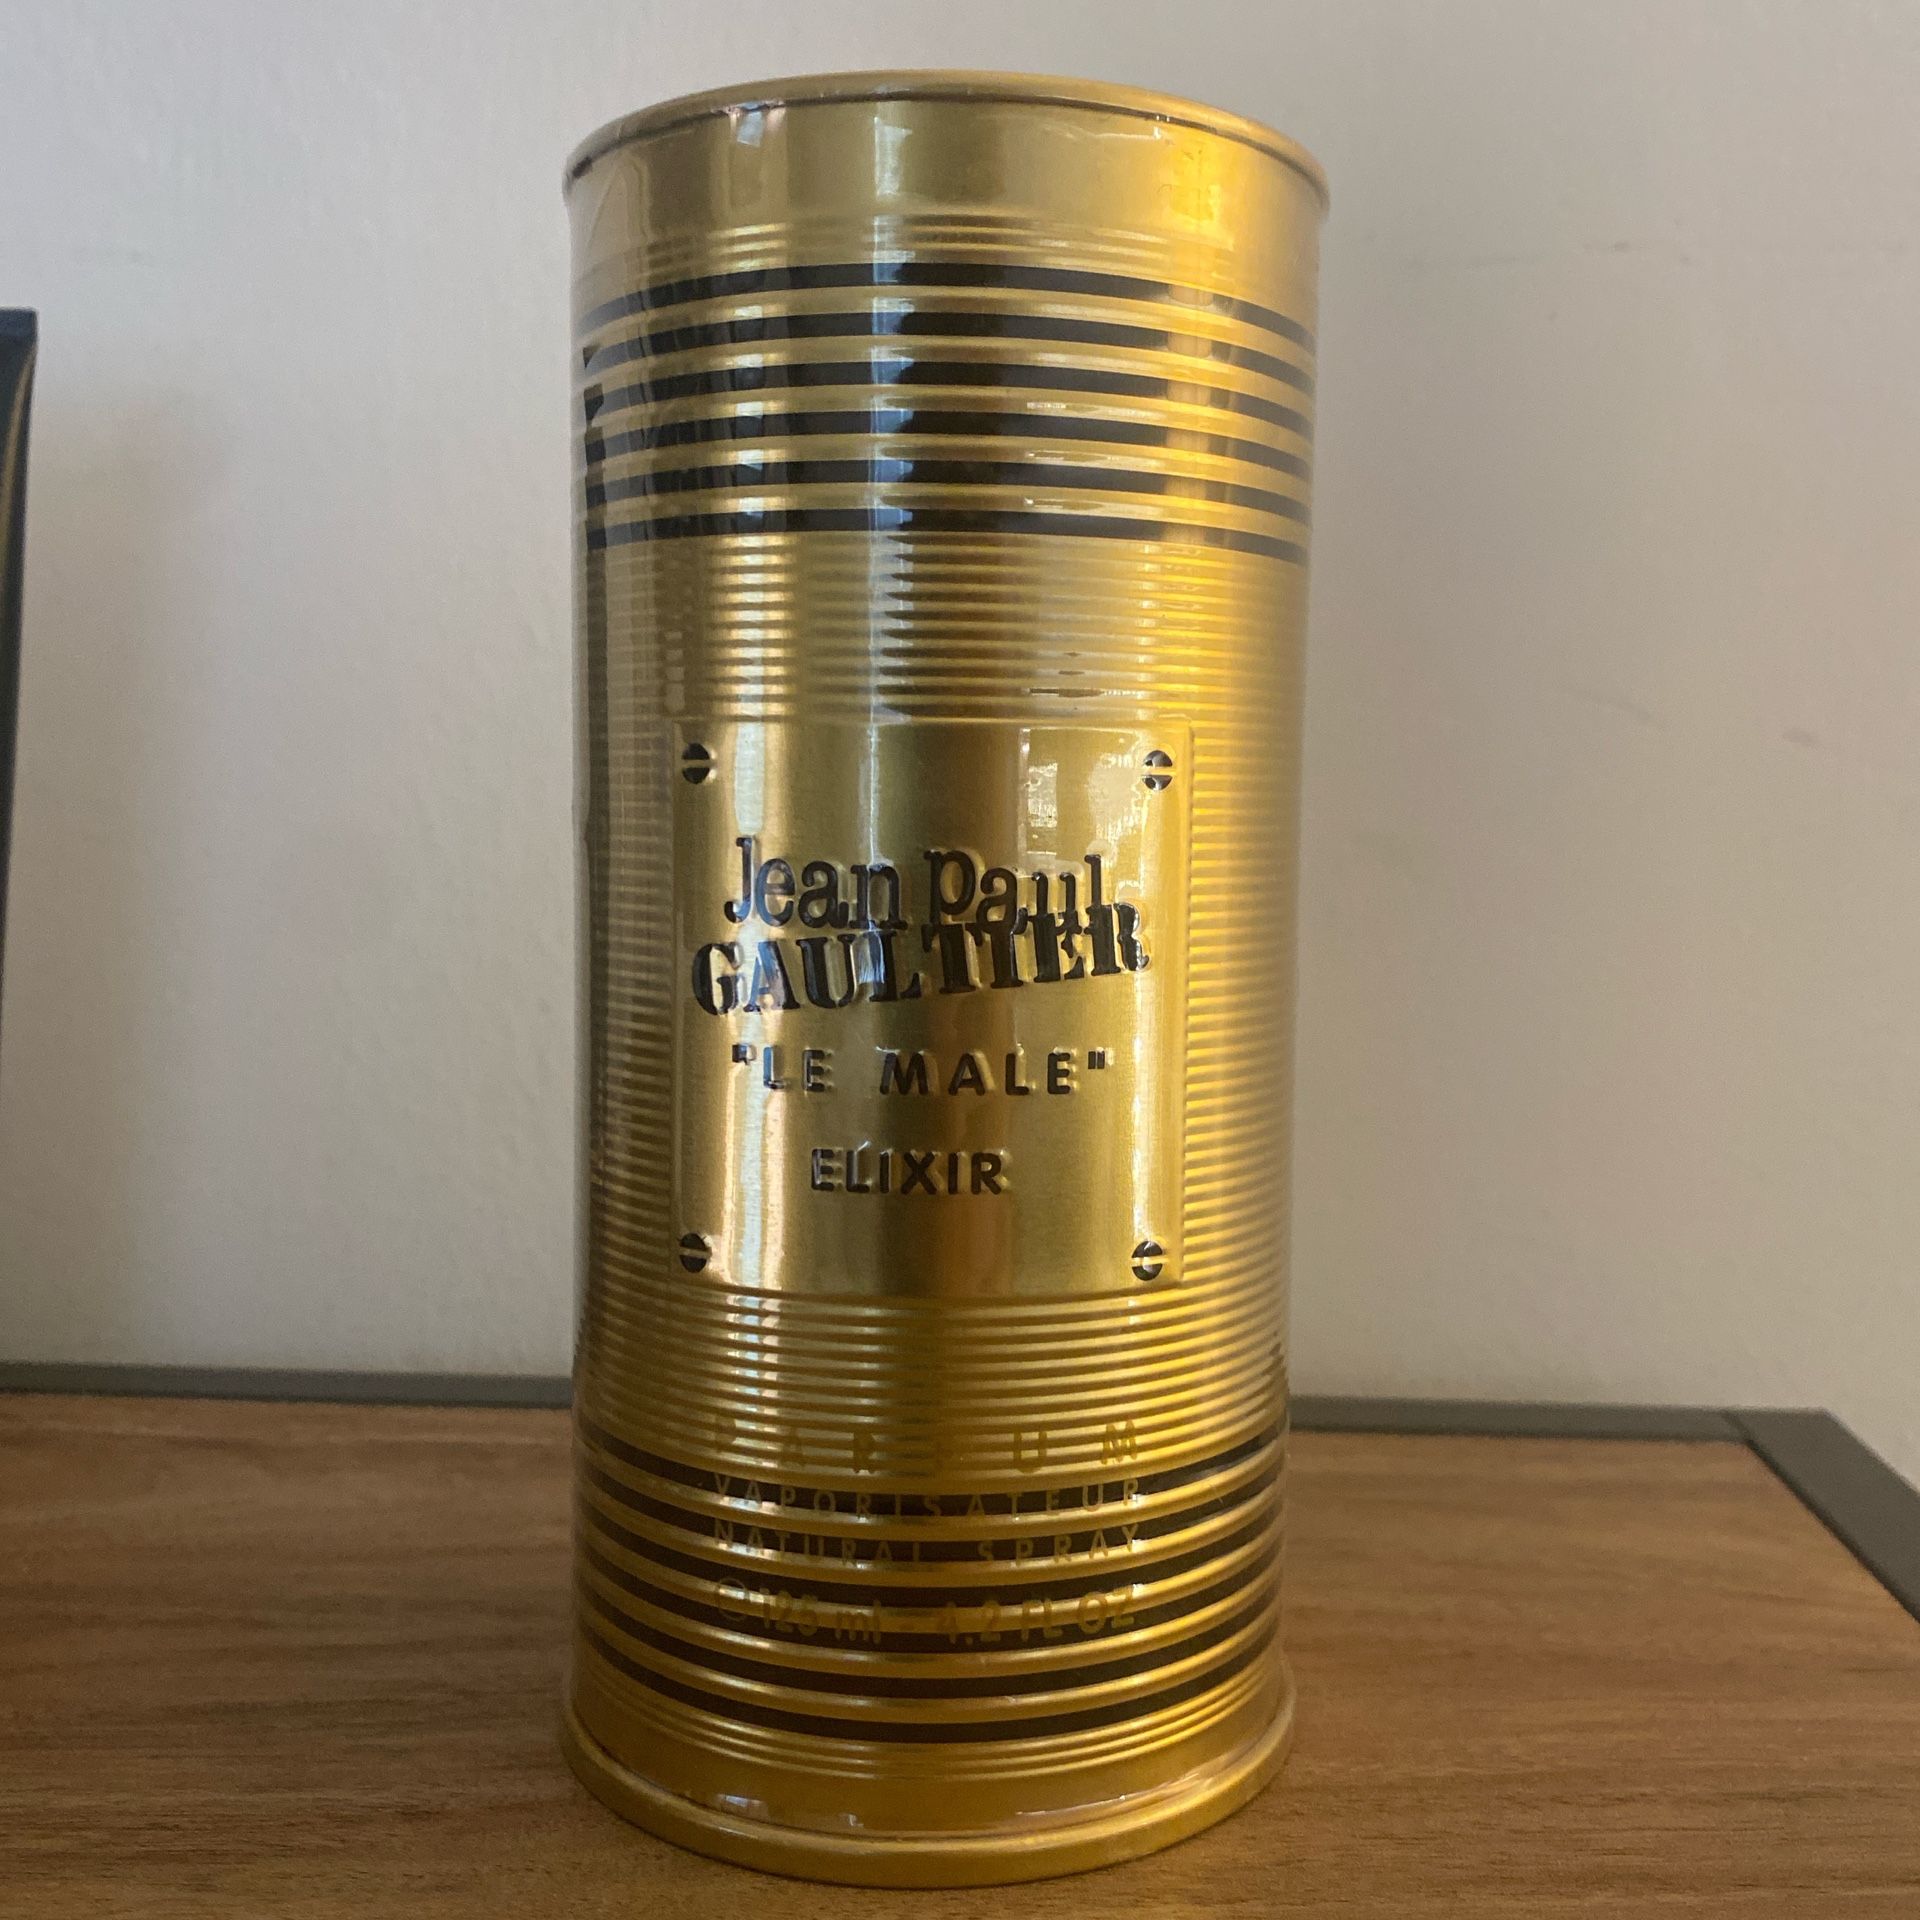 Jean Paul
GAULTIER
"LE MALE"
ELIXIR
PARFUM
VAPORISATEUR
NATURAL SPRAY
℮ 125 ml 4.2 FL OZ